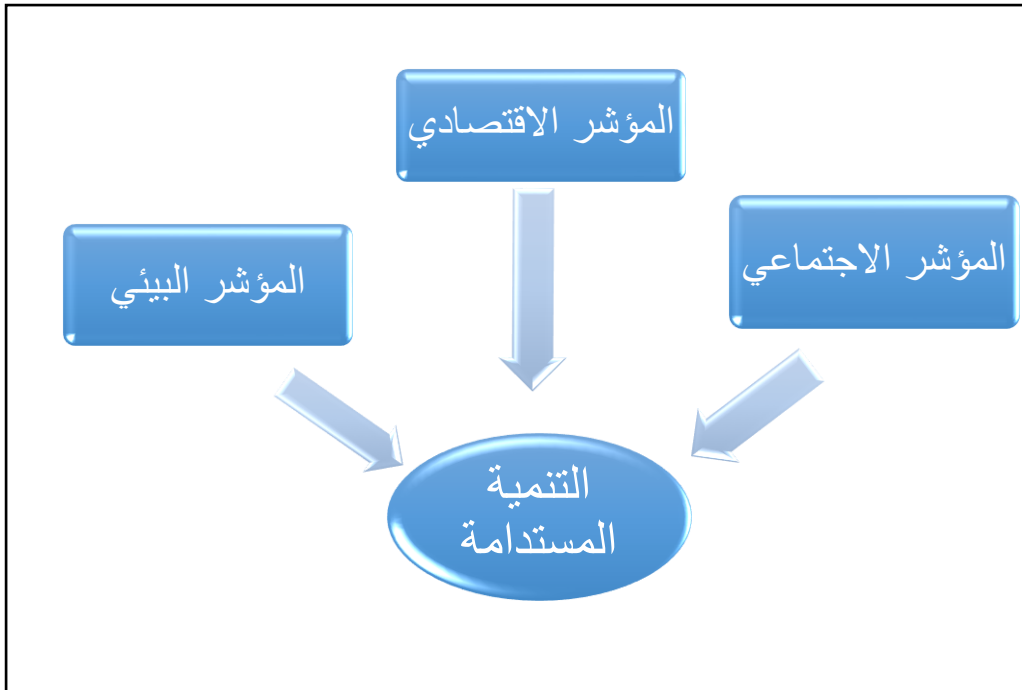 المؤشر الاقتصادي
المؤشر الاجتماعي
المؤشر البيئي
التنمية
المستدامة